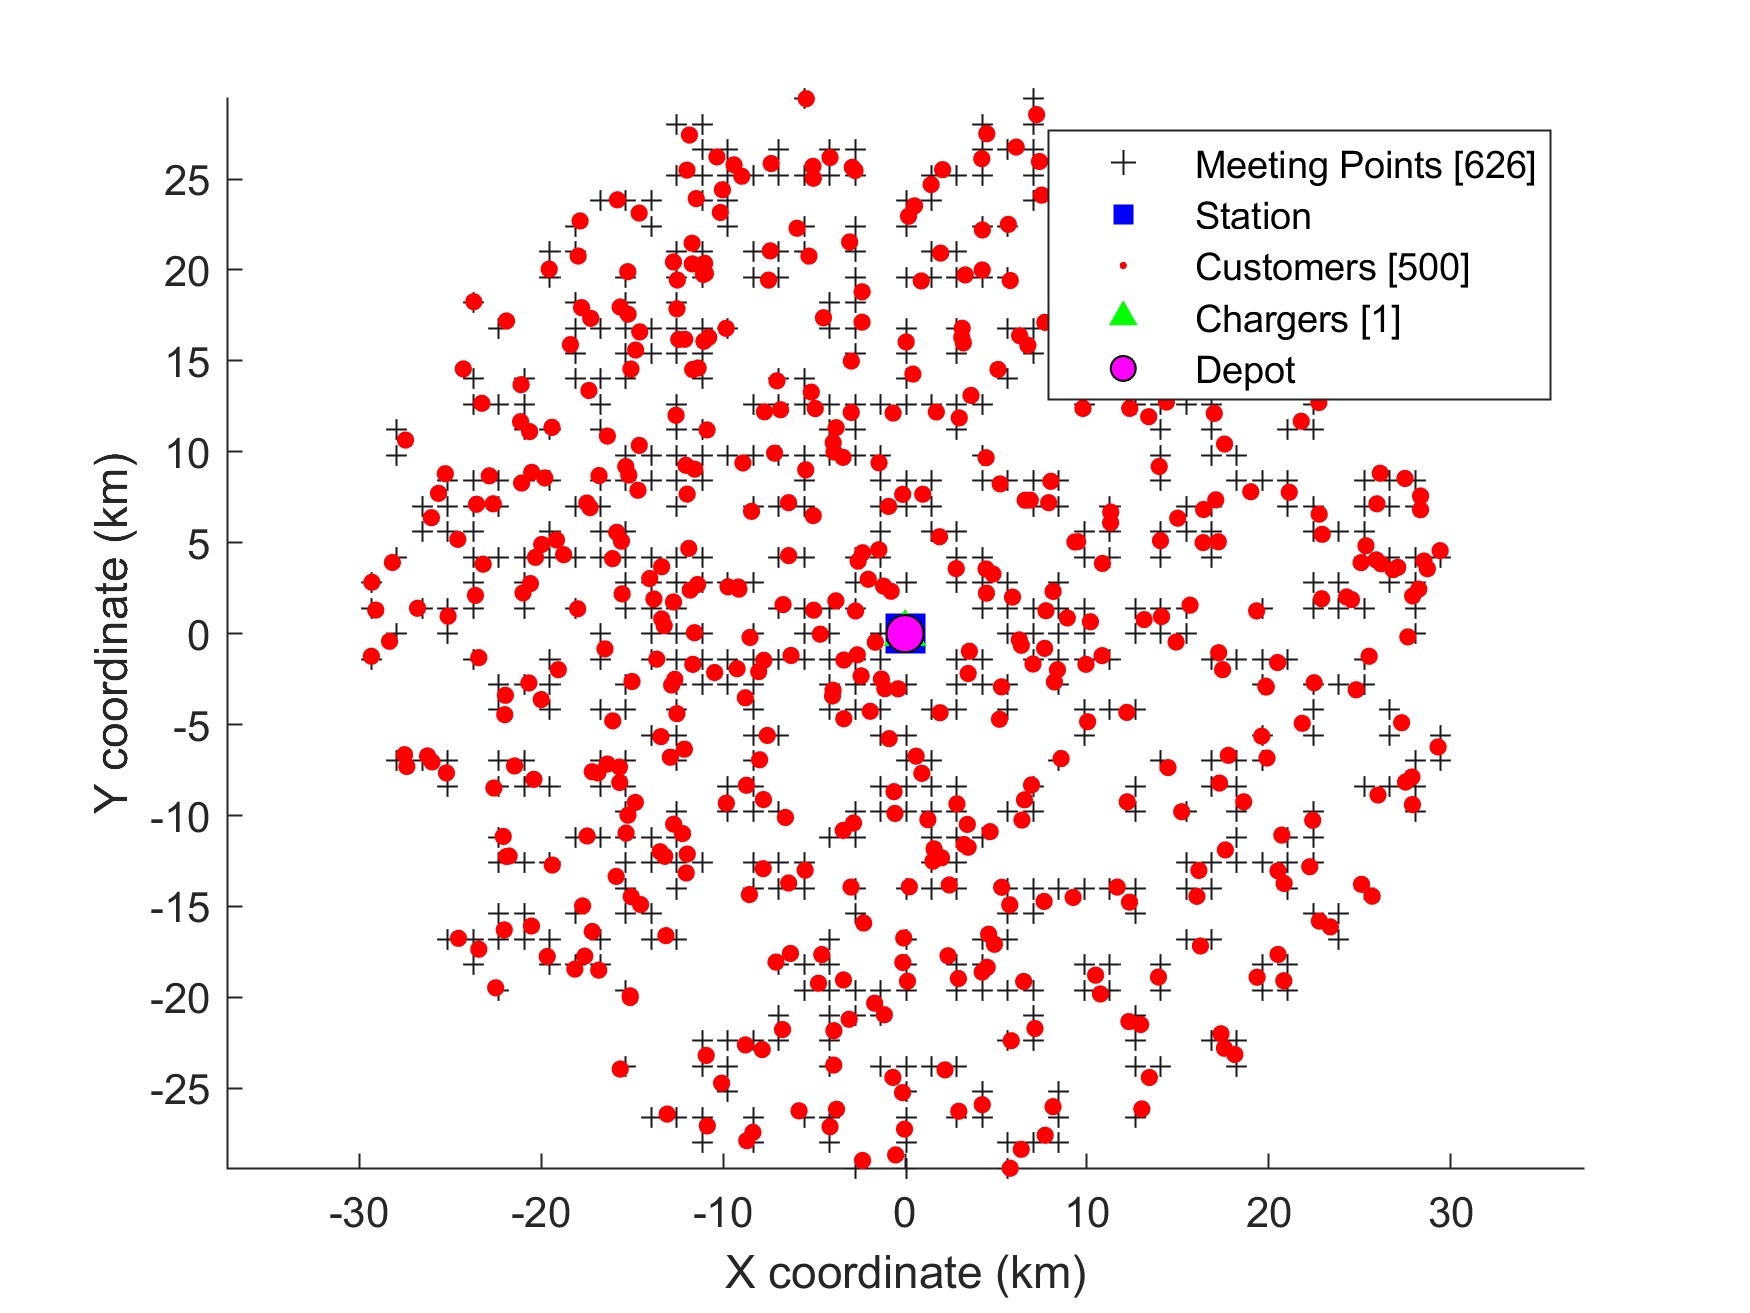 25
20
15
10
5
0
-5
-10
-15
-20
-25
Y coordinate (km)
Meeting Points [626]
Station
Customers [500]
Chargers [1]
Depot
-30 -20 -10 0 10 20 30
X coordinate (km)